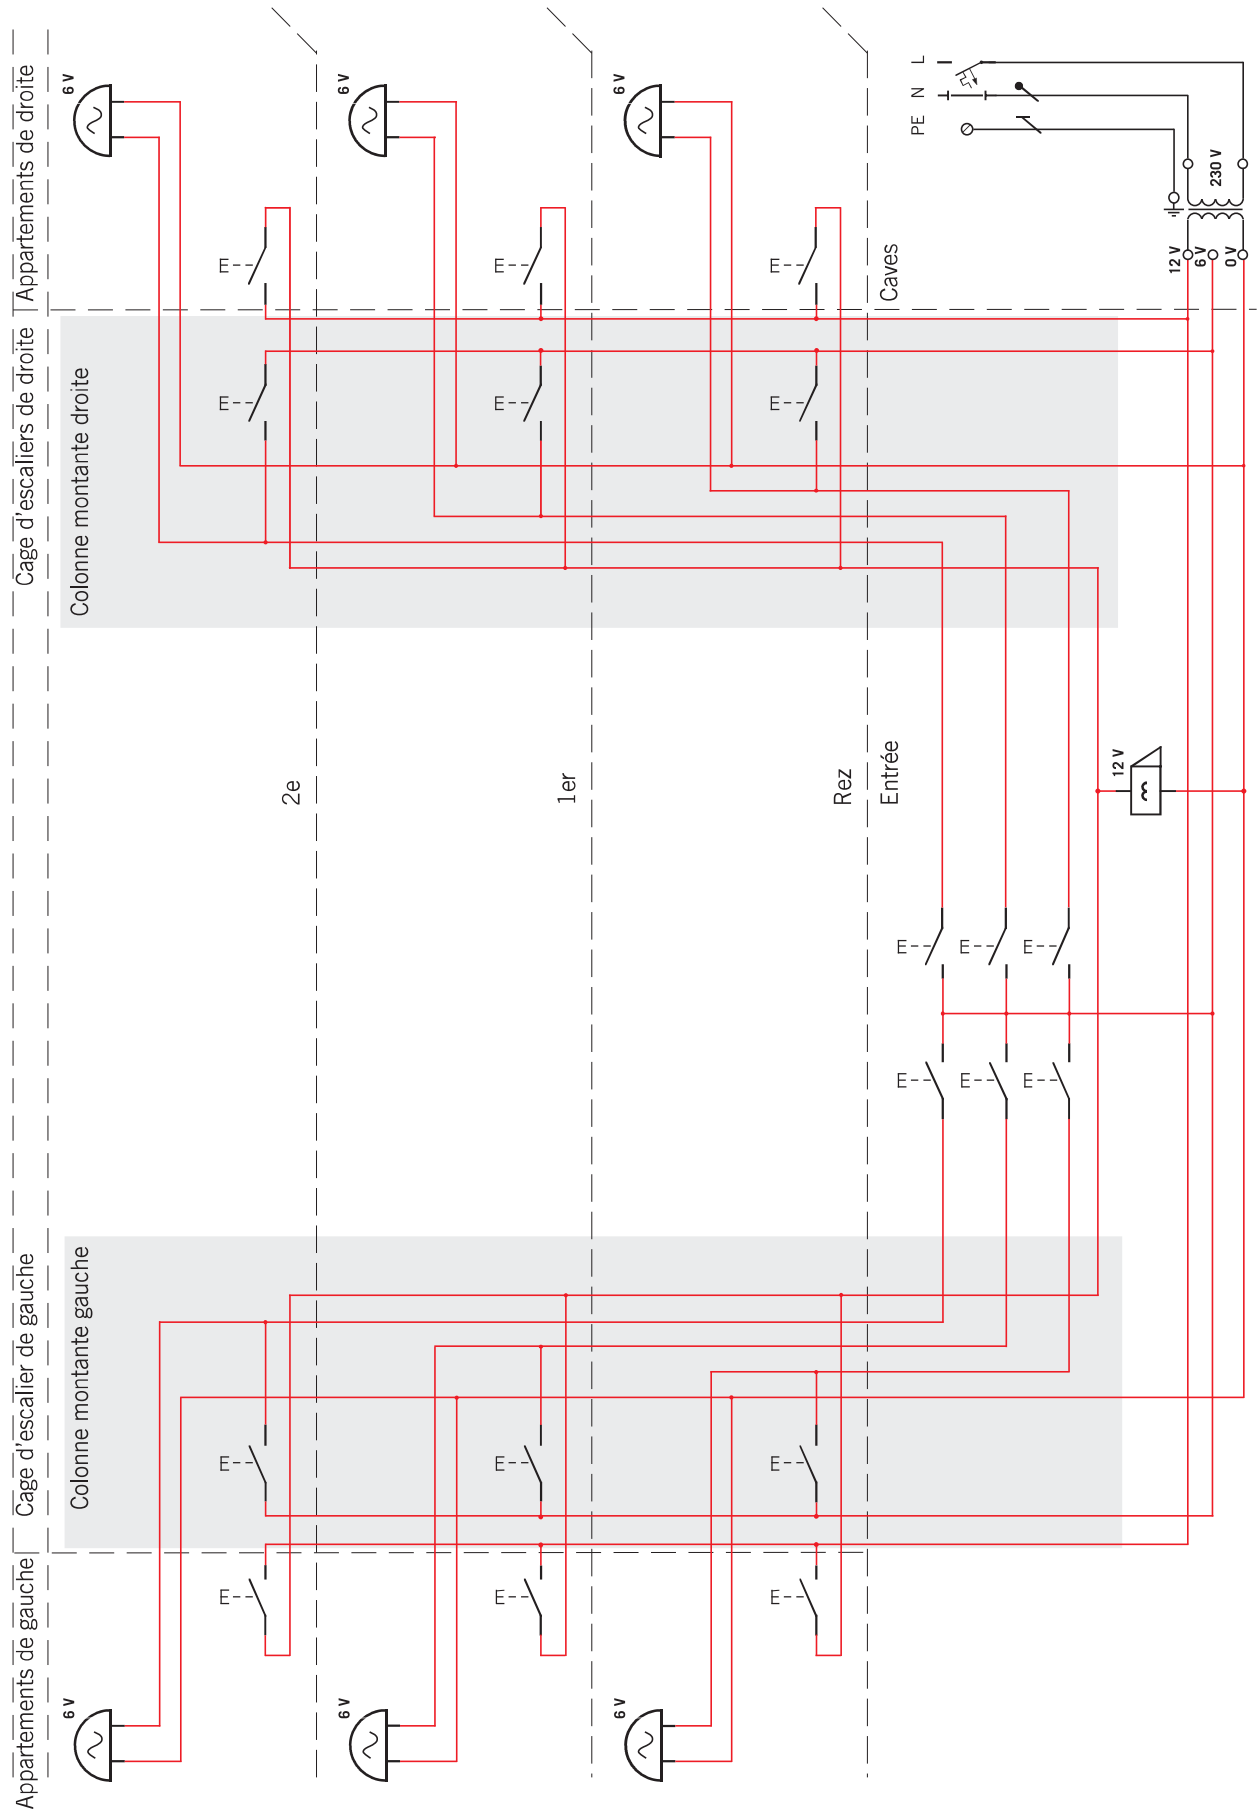 Appartements de gauche
Cage d'escalier de gauche
Cage d'escaliers de droite
Appartements de droite
6 V
6 V
Colonne montante gauche
Colonne montante droite
E
E
E
E
2e
6 V
6 V
E
E
E
E
1er
6 V
6 V
E
E
E
E
Rez
Entrée
Caves
E
E
PE
N
L
E
E
E
E
12 V
12 V
6 V
230 V
0 V